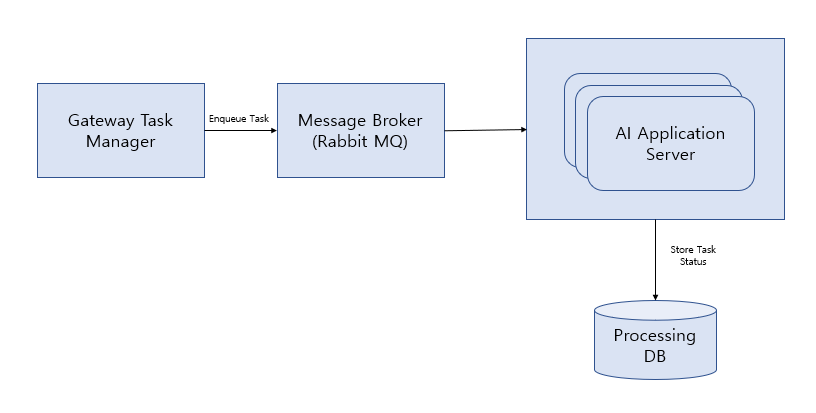 Gateway Task
Manager
Enqueue Task
Message Broker
(Rabbit MQ)
AI Application
Server
Store Task
Status
Processing
DB